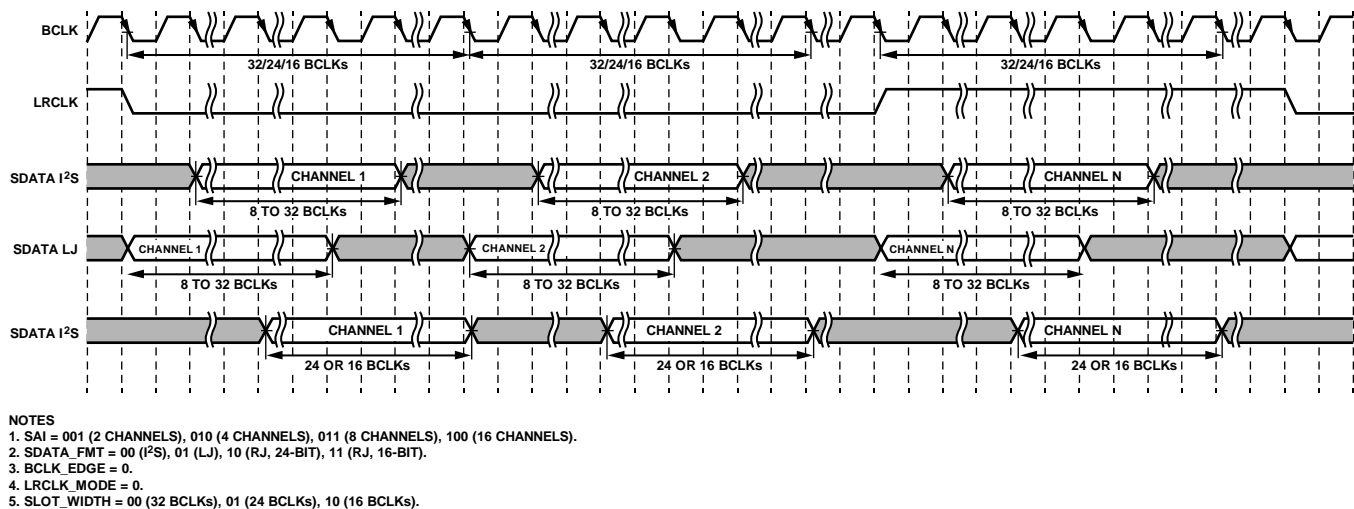 BCLK
32/24/16 BCLKs 32/24/16 BCLKs 32/24/16 BCLKs
LRCLK
SDATA I²S CHANNEL 1 CHANNEL 2 CHANNEL N
8 TO 32 BCLKs 8 TO 32 BCLKs 8 TO 32 BCLKs
SDATA LJ CHANNEL 1 CHANNEL 2 CHANNEL N
8 TO 32 BCLKs 8 TO 32 BCLKs 8 TO 32 BCLKs
SDATA I²S CHANNEL 1 CHANNEL 2 CHANNEL N
24 OR 16 BCLKs 24 OR 16 BCLKs 24 OR 16 BCLKs
NOTES
1. SAI = 001 (2 CHANNELS), 010 (4 CHANNELS), 011 (8 CHANNELS), 100 (16 CHANNELS).
2. SDATA_FMT = 00 (I²S), 01 (LJ), 10 (RJ, 24-BIT), 11 (RJ, 16-BIT).
3. BCLK_EDGE = 0.
4. LRCLK_MODE = 0.
5. SLOT_WIDTH = 00 (32 BCLKs), 01 (24 BCLKs), 10 (16 BCLKs).